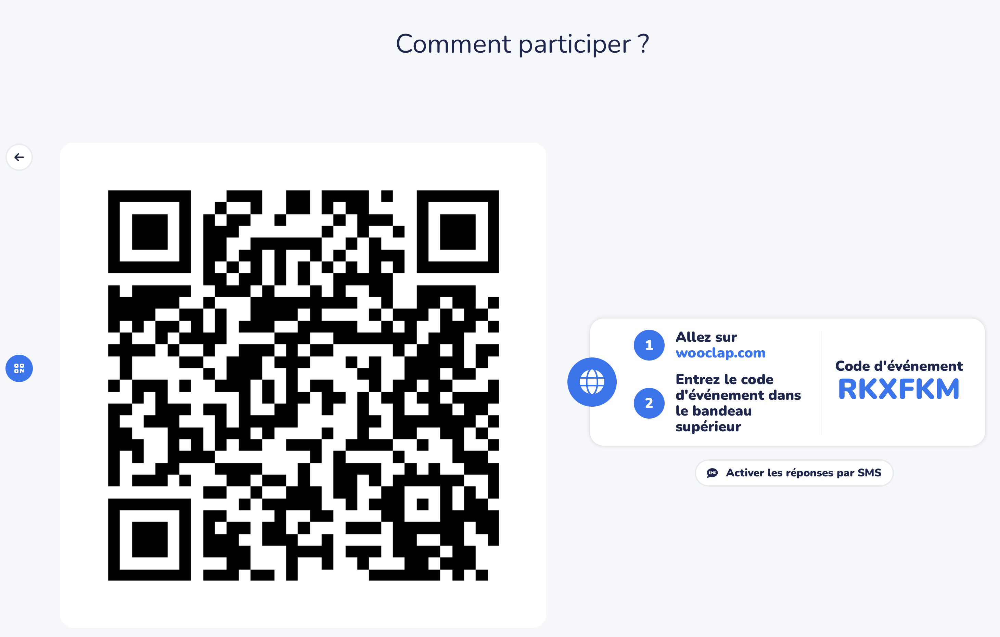 Comment participer ?
1
Allez sur
wooclap.com
2
Entrez le code
d'événement dans
le bandeau
supérieur
Code d'événement
RKXFKM
SMS
Activer les réponses par SMS